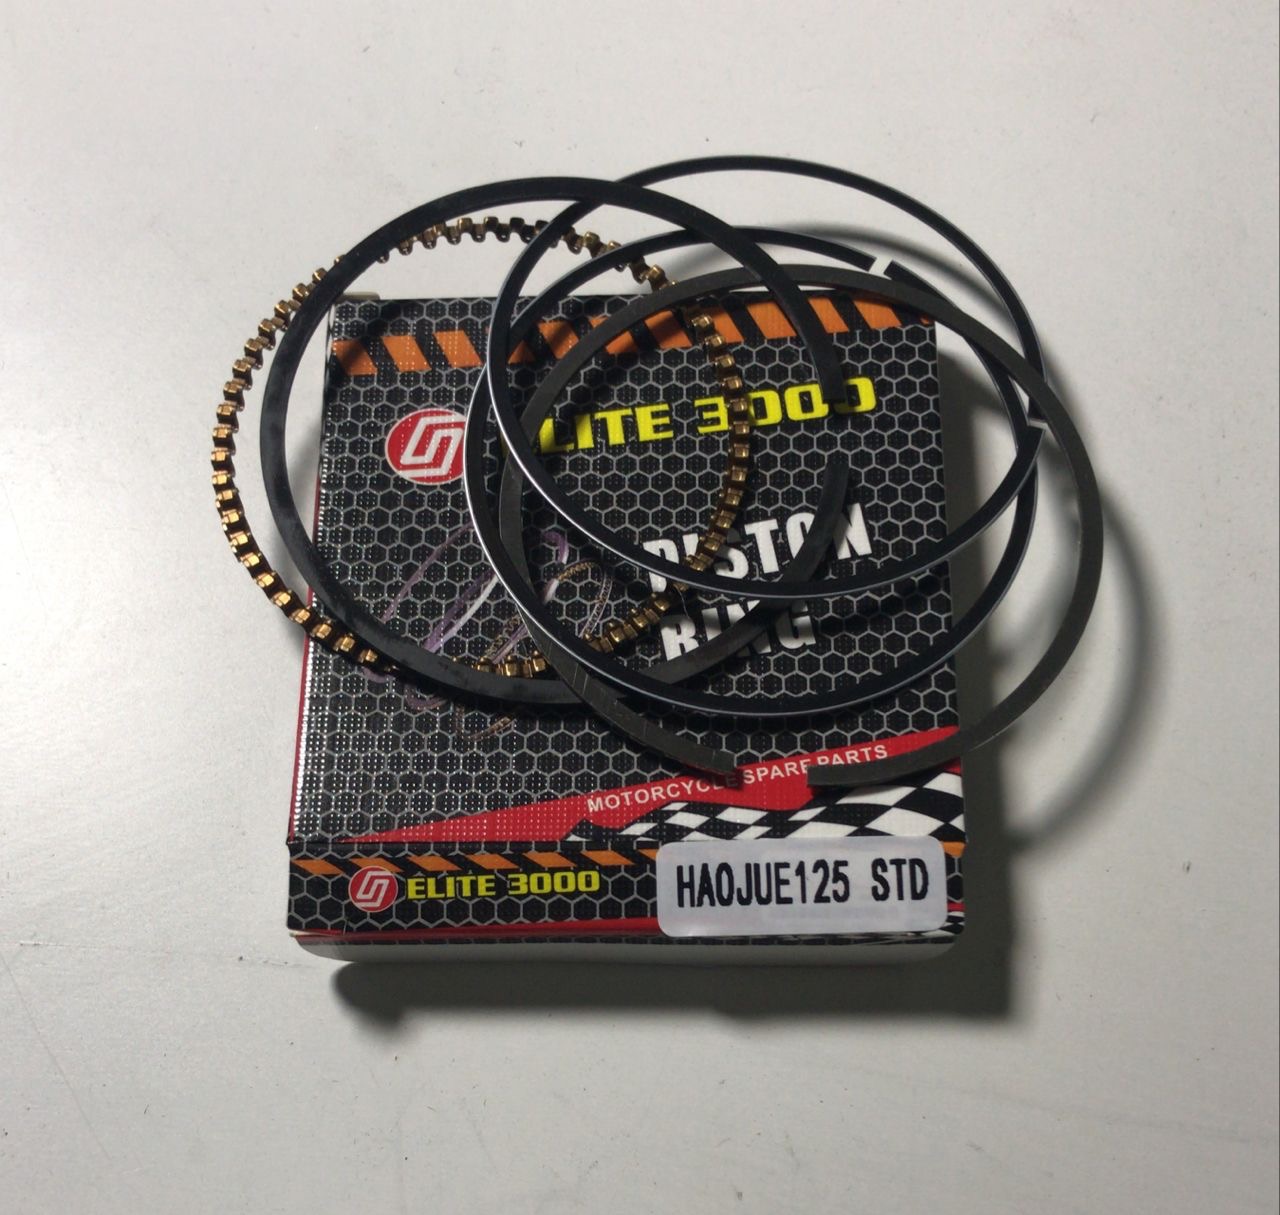 ELITE 3000
PISTON
RING
MOTORCYCLE SPARE PARTS
ELITE 3000
HAOJUE125 STD